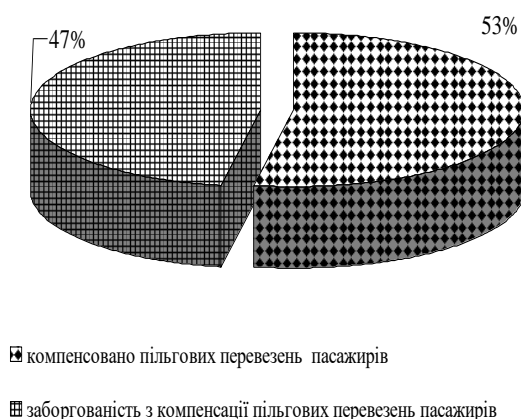 47%
53%
компенсовано пільгових перевезень пасажирів
заборгованість з компенсації пільгових перевезень пасажирів